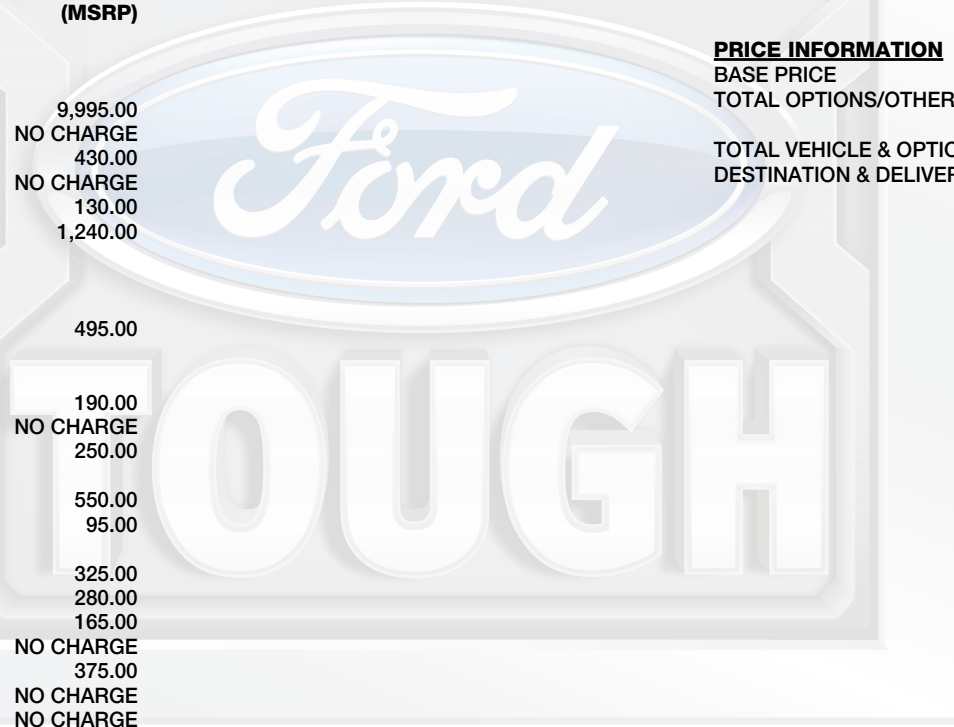 (MSRP)
9,995.00
NO CHARGE
430.00
NO CHARGE
130.00
1,240.00
495.00
190.00
NO CHARGE
250.00
550.00
95.00
325.00
280.00
165.00
NO CHARGE
375.00
NO CHARGE
NO CHARGE
PRICE INFORMATION
BASE PRICE
TOTAL OPTIONS/OTHER
TOTAL VEHICLE & OPTIO
DESTINATION & DELIVER
Ford
TOUGH